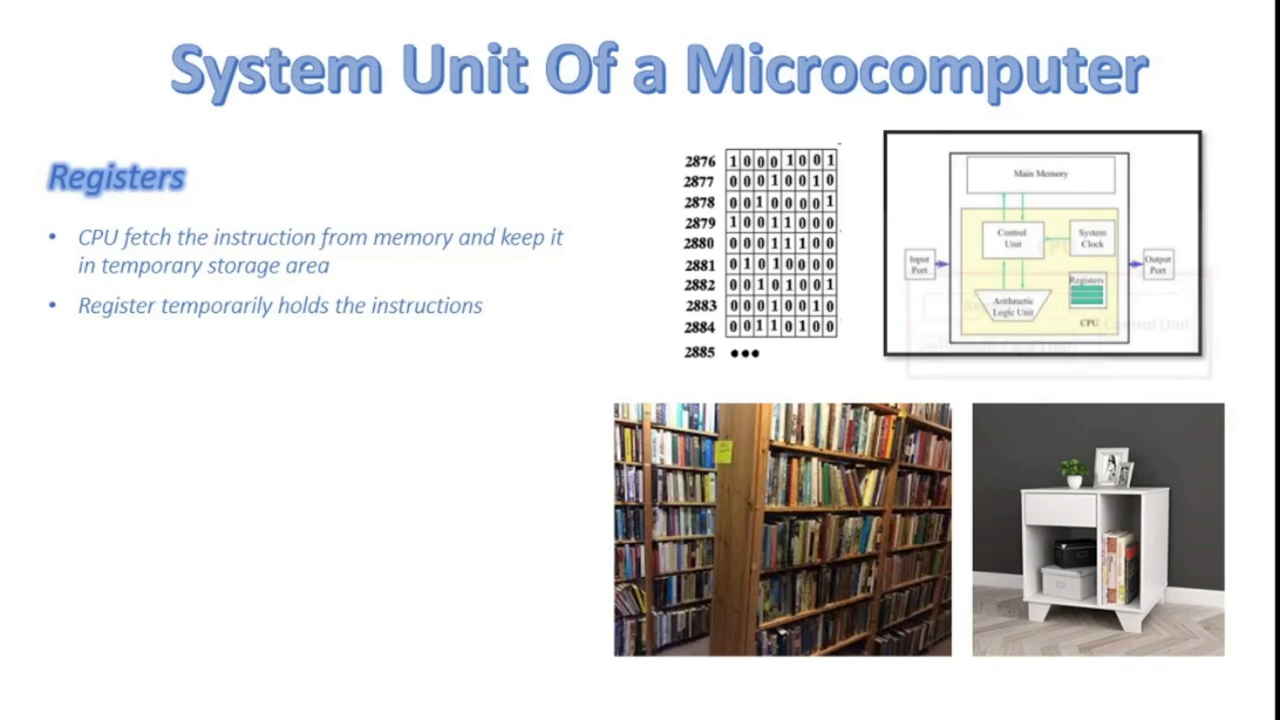 System Unit Of a Microcomputer
Registers
• CPU fetch the instruction from memory and keep it
in temporary storage area
• Register temporarily holds the instructions
2876 1 0 0 0 1 0 0 1
2877 0 0 0 1 0 0 1 0
2878 0 0 1 0 0 0 0 1
2879 1 0 0 1 1 0 0 0
2880 0 0 0 1 1 1 0 0
2881 0 1 0 1 0 0 0 0
2882 0 0 1 0 1 0 0 1
2883 0 0 0 1 0 0 1 0
2884 0 0 1 1 0 1 0 0
2885 •••
Main Memory
Control
Unit
System
Clock
Input
Port
Output
Port
Registers
Arithmetic
Logic Unit
CPU
Control Unit